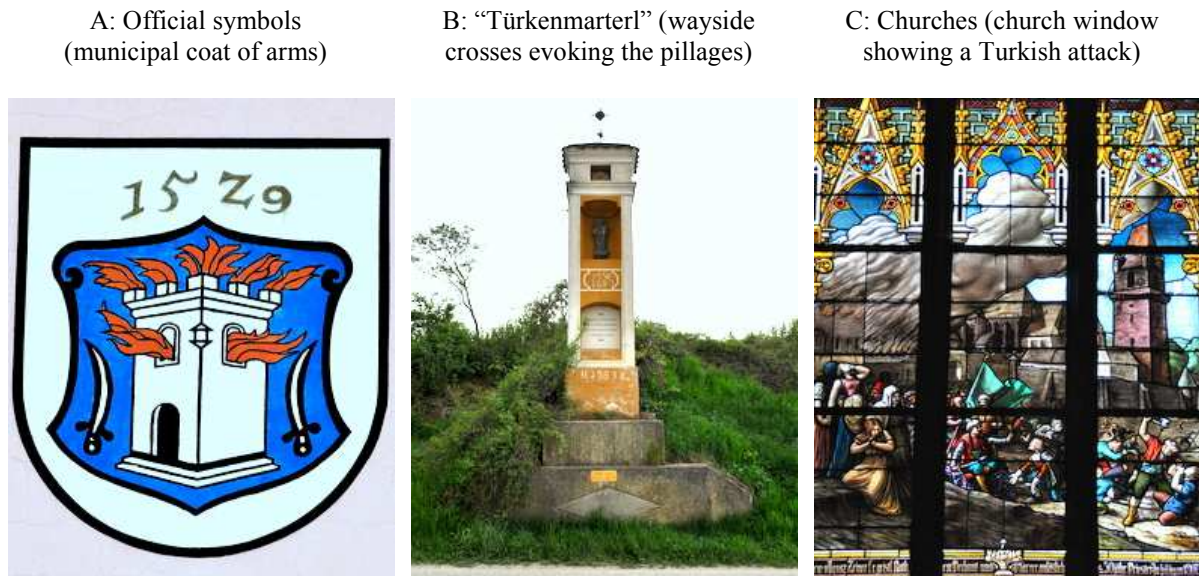 A: Official symbols
(municipal coat of arms)
B: “Türkenmarterl” (wayside
crosses evoking the pillages)
C: Churches (church window
showing a Turkish attack)
1529